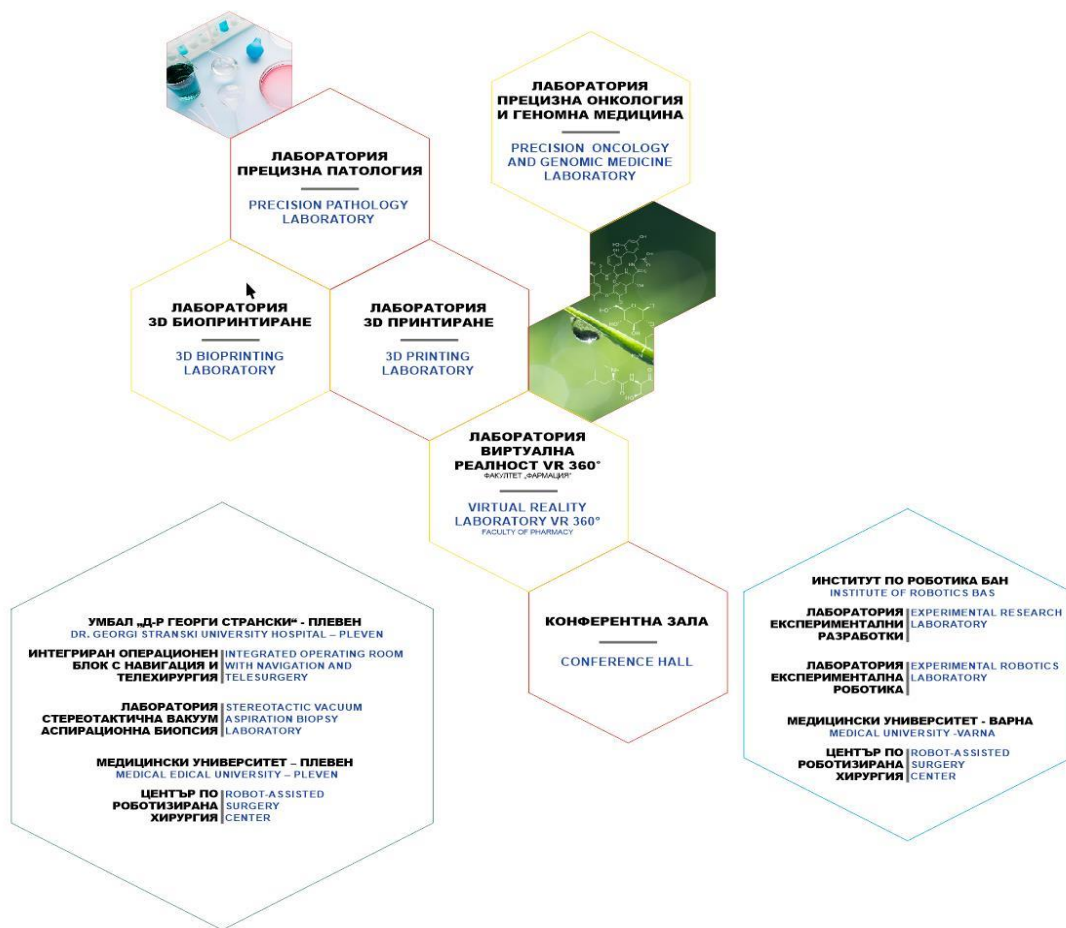 ЛАБОРАТОРИЯ
ПРЕЦИЗНА ПАТОЛОГИЯ
PRECISION PATHOLOGY
LABORATORY
ЛАБОРАТОРИЯ
ПРЕЦИЗНА ОНКОЛОГИЯ
И ГЕНОМНА МЕДИЦИНА
PRECISION ONCOLOGY
AND GENOMIC MEDICINE
LABORATORY
ЛАБОРАТОРИЯ
3D БИОПРИНТИРАНЕ
3D BIOPRINTING
LABORATORY
ЛАБОРАТОРИЯ
3D ПРИНТИРАНЕ
3D PRINTING
LABORATORY
ЛАБОРАТОРИЯ
ВИРТУАЛНА
РЕАЛНОСТ VR 360°
ФАКУЛТЕТ „ФАРМАЦИЯ“
VIRTUAL REALITY
LABORATORY VR 360°
FACULTY OF PHARMACY
КОНФЕРЕНТНА ЗАЛА
CONFERENCE HALL
УМБАЛ „Д-Р ГЕОРГИ СТРАНСКИ“ - ПЛЕВЕН
DR. GEORGI STRANSKI UNIVERSITY HOSPITAL – PLEVEN
ИНТЕГРИРАН ОПЕРАЦИОНЕН
БЛОК С НАВИГАЦИЯ И
ТЕЛЕХИРУРГИЯ
INTEGRATED OPERATING ROOM
WITH NAVIGATION AND
TELESURGERY
ЛАБОРАТОРИЯ
СТЕРЕОТАКТИЧНА ВАКУУМ
АСПИРАЦИОННА БИОПСИЯ
STEREOTACTIC VACUUM
ASPIRATION BIOPSY
LABORATORY
МЕДИЦИНСКИ УНИВЕРСИТЕТ – ПЛЕВЕН
MEDICAL EDICAL UNIVERSITY – PLEVEN
ЦЕНТЪР ПО
РОБОТИЗИРАНА
ХИРУРГИЯ
ROBOT-ASSISTED
SURGERY
CENTER
ИНСТИТУТ ПО РОБОТИКА БАН
INSTITUTE OF ROBOTICS BAS
ЛАБОРАТОРИЯ
ЕКСПЕРИМЕНТАЛНИ
РАЗРАБОТКИ
EXPERIMENTAL RESEARCH
LABORATORY
ЛАБОРАТОРИЯ
ЕКСПЕРИМЕНТАЛНА
РОБОТИКА
EXPERIMENTAL ROBOTICS
LABORATORY
МЕДИЦИНСКИ УНИВЕРСИТЕТ - ВАРНА
MEDICAL UNIVERSITY -VARNA
ЦЕНТЪР ПО
РОБОТИЗИРАНА
ХИРУРГИЯ
ROBOT-ASSISTED
SURGERY
CENTER